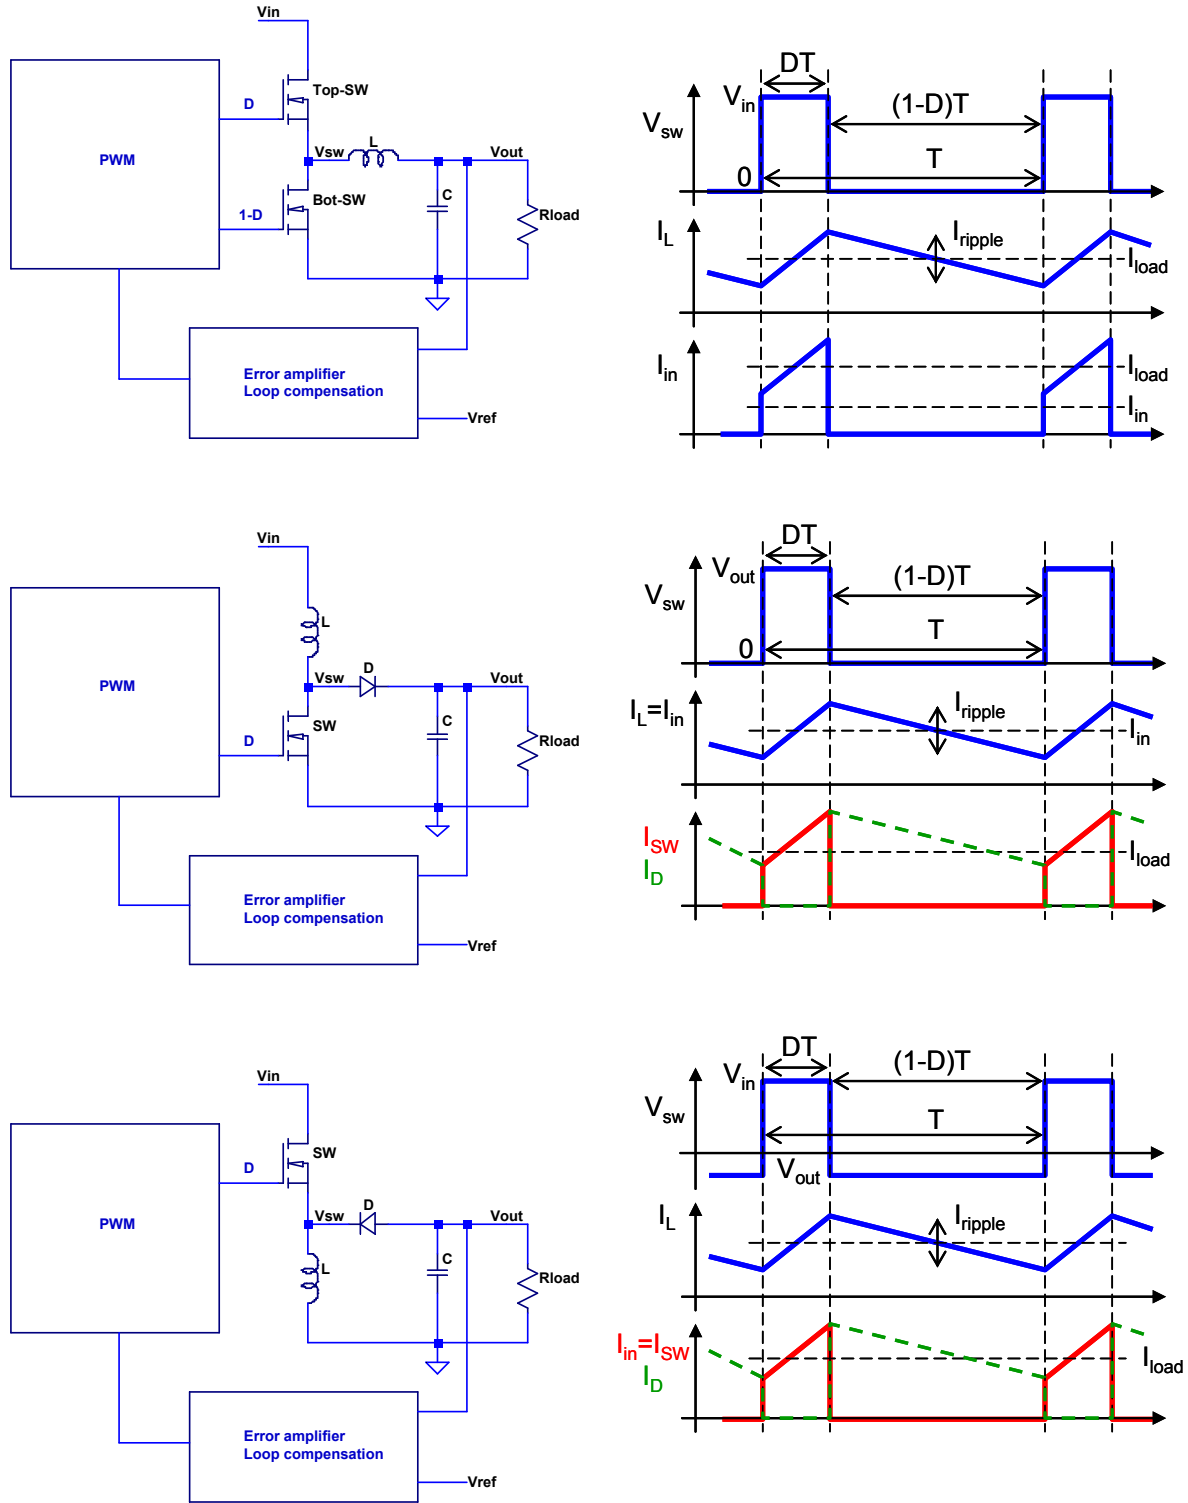 Vin
PWM
D
Top-SW
Vsw
L
Vout
1-D
Bot-SW
C
Rload
Error amplifier
Loop compensation
Vref
DT
Vin
(1-D)T
Vsw
T
0
IL
Iripple
Iload
Iin
Iload
Iin
Vin
L
PWM
Vsw
D
Vout
D
SW
C
Rload
Error amplifier
Loop compensation
Vref
DT
Vout
(1-D)T
Vsw
T
0
IL=Iin
Iripple
Iin
ISW
ID
Iload
Vin
PWM
D
SW
Vsw
D
Vout
L
C
Rload
Error amplifier
Loop compensation
Vref
DT
Vin
(1-D)T
Vsw
T
Vout
IL
Iripple
Iin=ISW
ID
Iload